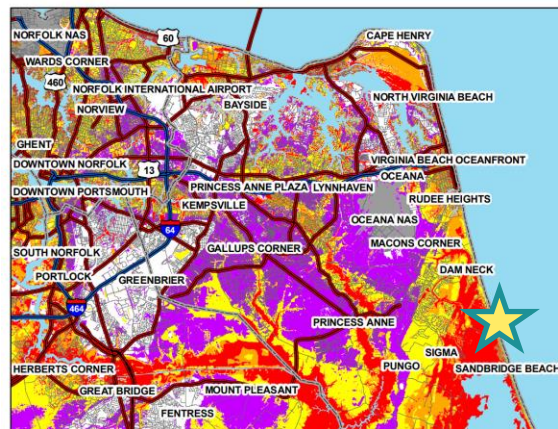 NORFOLK NAS
60
CAPE HENRY
WARDS CORNER
460
NORFOLK INTERNATIONAL AIRPORT
NORVIEW
BAYSIDE
NORTH VIRGINIA BEACH
GHENT
DOWNTOWN NORFOLK
13
VIRGINIA BEACH OCEANFRONT
DOWNTOWN PORTSMOUTH
PRINCESS ANNE PLAZA
LYNNHAVEN
OCEANA
KEMPSVILLE
RUDEE HEIGHTS
64
OCEANA NAS
SOUTH NORFOLK
GALLUPS CORNER
MACONS CORNER
PORTLOCK
GREENBRIER
DAM NECK
464
PRINCESS ANNE
SIGMA
HERBERTS CORNER
PUNGO
SANDBRIDGE BEACH
GREAT BRIDGE
MOUNT PLEASANT
FENTRESS